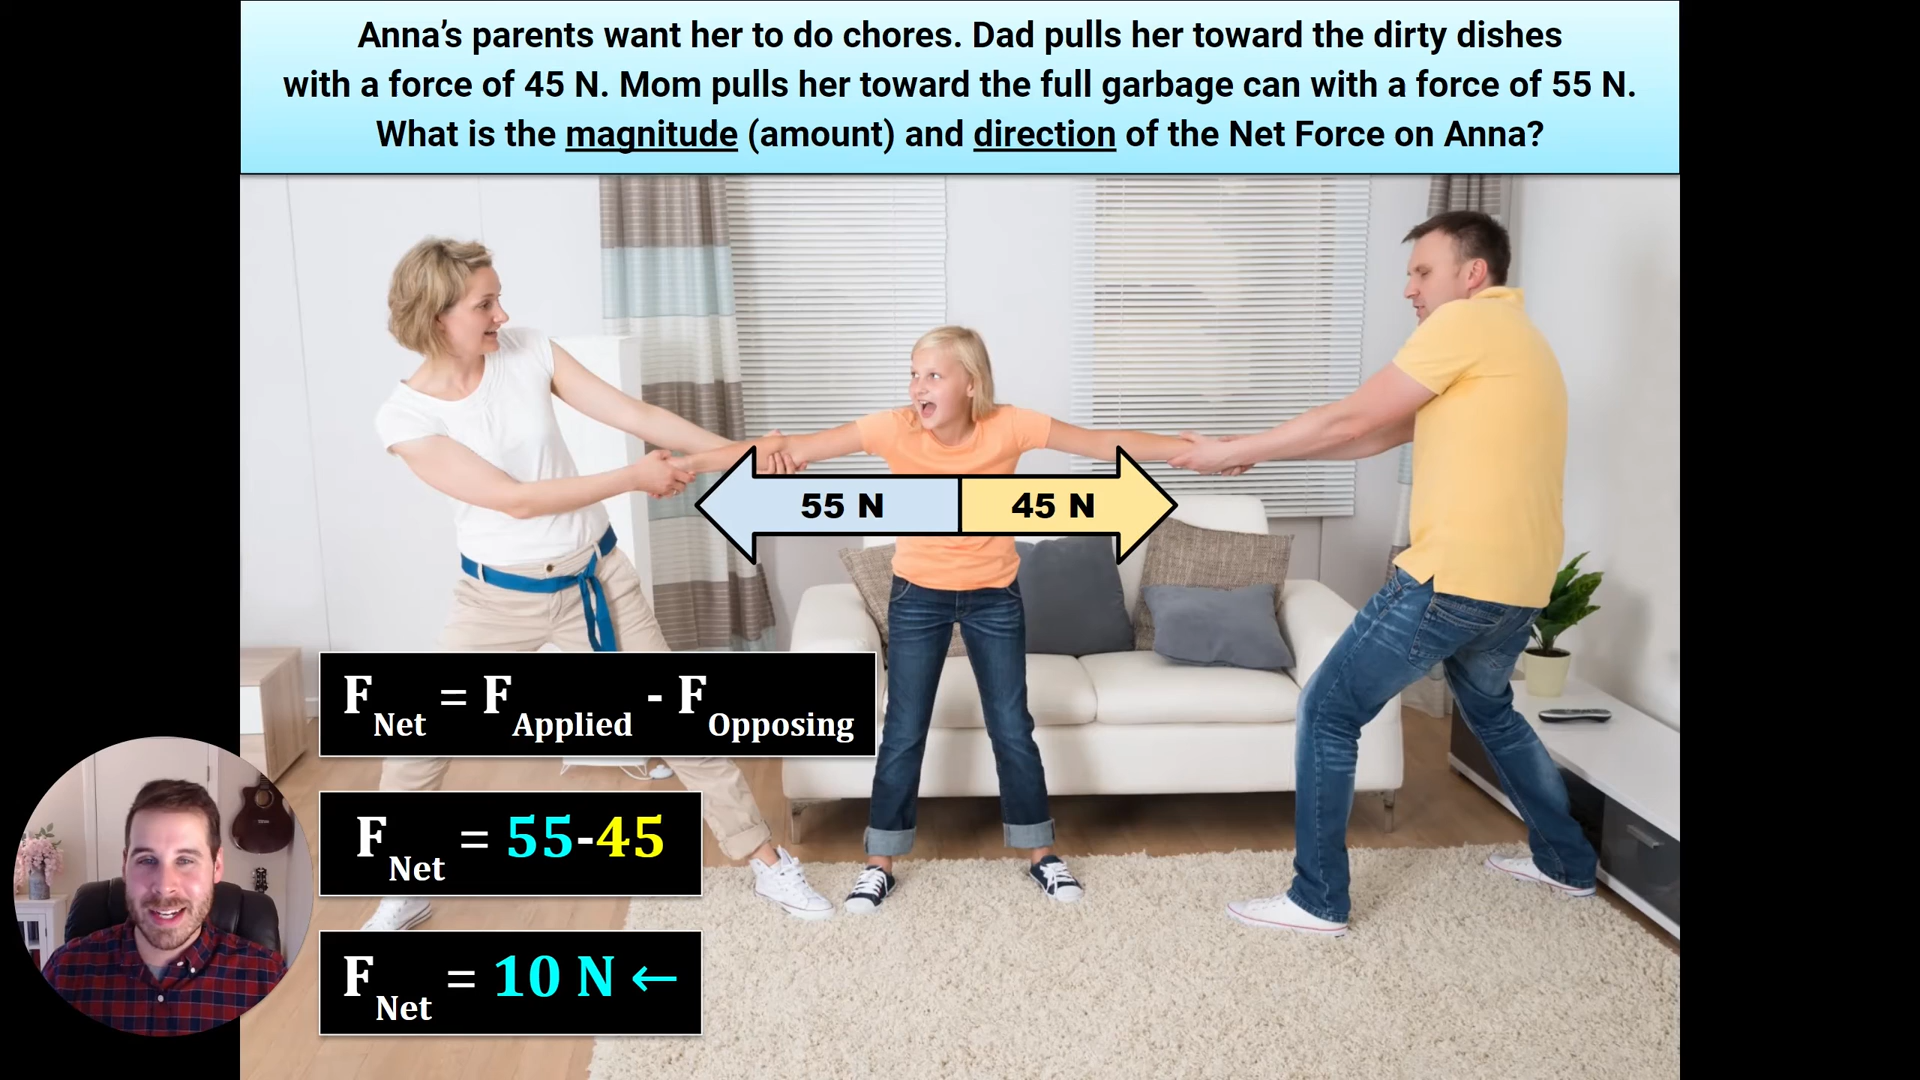 Anna’s parents want her to do chores. Dad pulls her toward the dirty dishes
with a force of 45 N. Mom pulls her toward the full garbage can with a force of 55 N.
What is the magnitude (amount) and direction of the Net Force on Anna?
55 N
45 N
F Net = F Applied - F Opposing
F Net = 55-45
F Net = 10 N ←